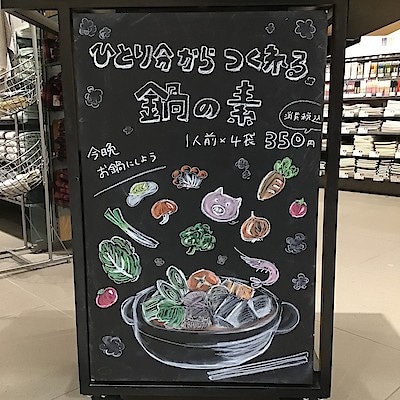 ひとり分から つくれる
鍋の素
消費税込
1人前×4袋 350円
今晩
お鍋にしよう